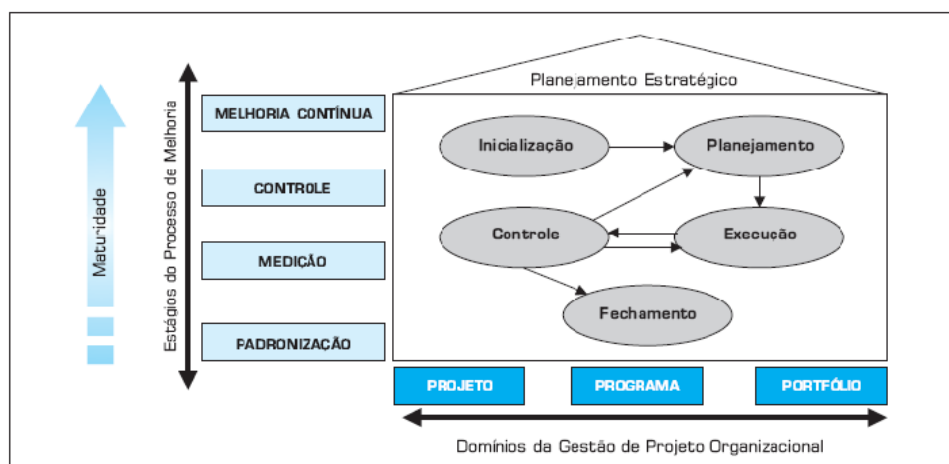 Planejamento Estratégico
MELHORIA CONTÍNUA
Inicialização
Planejamento
CONTROLE
Controle
Execução
MEDIÇÃO
Fechamento
PADRONIZAÇÃO
Maturidade
Estágios do Processo de Melhoria
PROJETO
PROGRAMA
PORTFÓLIO
Domínios da Gestão de Projeto Organizacional